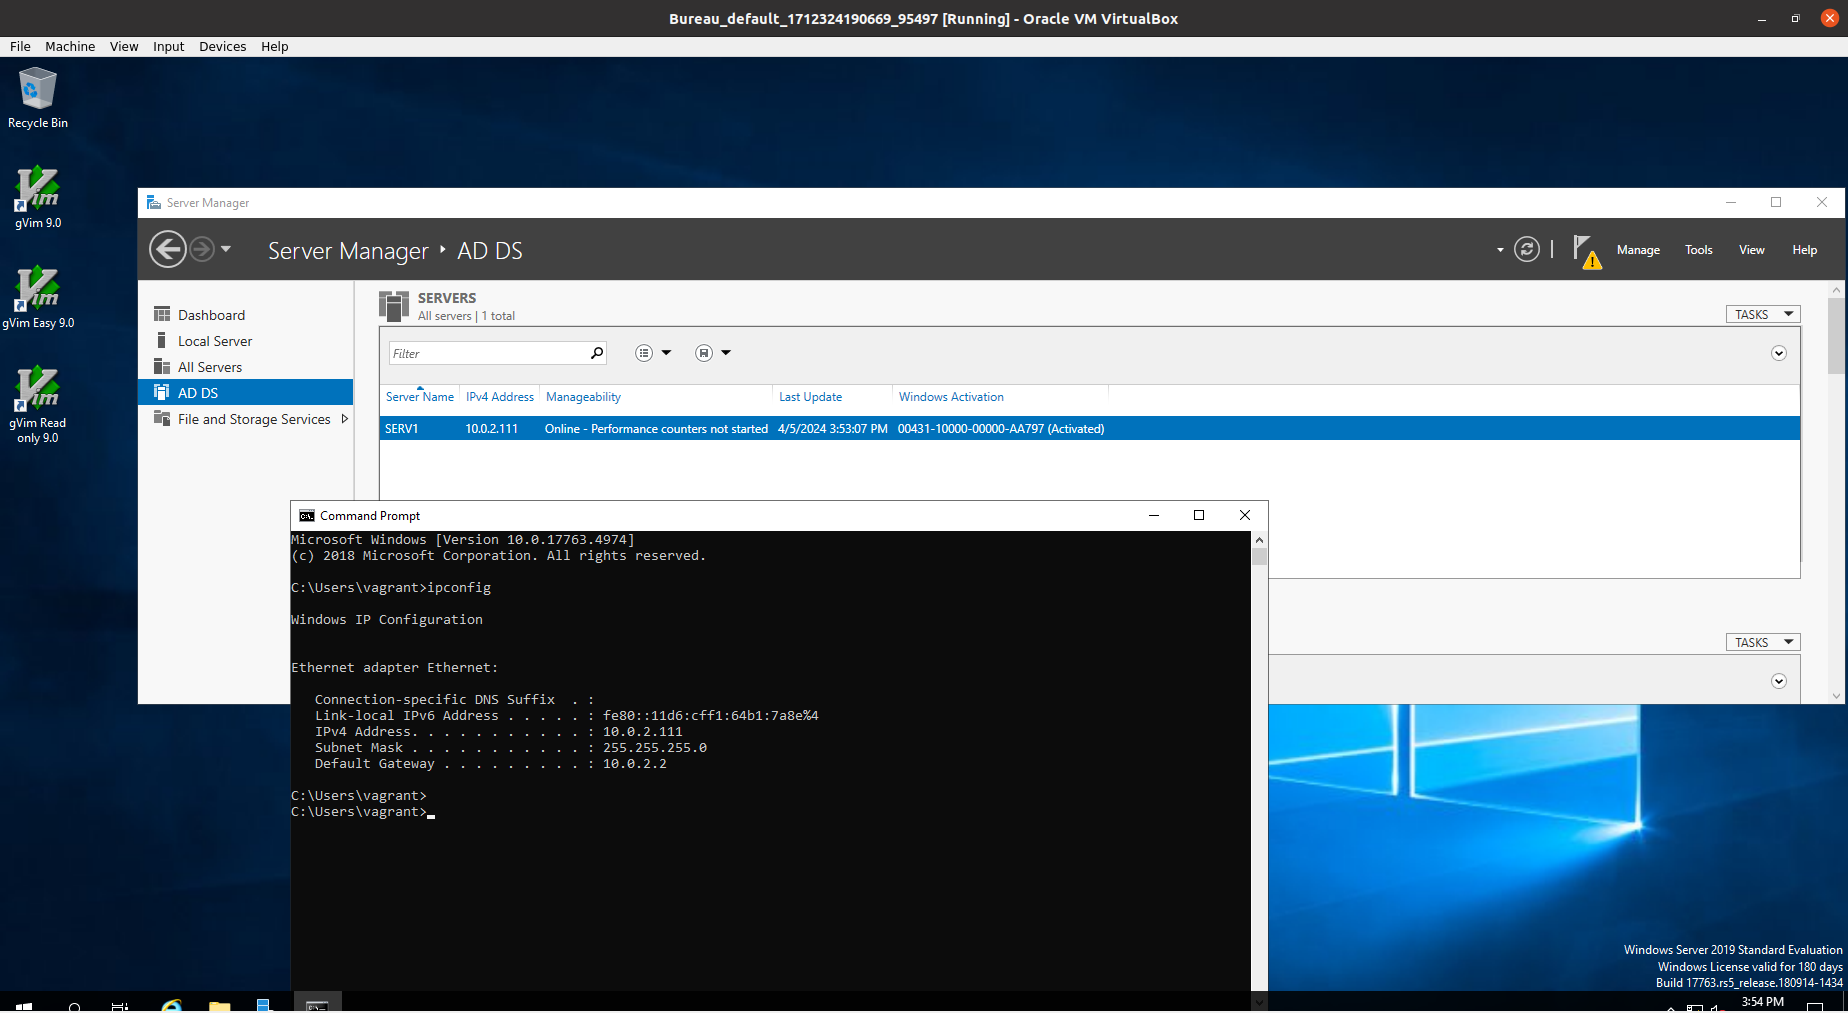 Bureau_default_1712324190669_95497 [Running] - Oracle VM VirtualBox
File Machine View Input Devices Help
Recycle Bin
gVim 9.0
gVim Easy 9.0
gVim Read
only 9.0
Server Manager
Server Manager AD DS
Manage Tools View Help
Dashboard
Local Server
All Servers
AD DS
File and Storage Services
SERVERS
All servers | 1 total
TASKS
Filter
Server Name IPv4 Address Manageability Last Update Windows Activation
SERV1 10.0.2.111 Online - Performance counters not started 4/5/2024 3:53:07 PM 00431-10000-00000-AA797 (Activated)
TASKS
Command Prompt
Microsoft Windows [Version 10.0.17763.4974]
(c) 2018 Microsoft Corporation. All rights reserved.
C:\Users\vagrant>ipconfig
Windows IP Configuration
Ethernet adapter Ethernet:
Connection-specific DNS Suffix . :
Link-local IPv6 Address . . . . . : fe80::11d6:cff1:64b1:7a8e%4
IPv4 Address. . . . . . . . . . . : 10.0.2.111
Subnet Mask . . . . . . . . . . . : 255.255.255.0
Default Gateway . . . . . . . . . : 10.0.2.2
C:\Users\vagrant>
C:\Users\vagrant>
Windows Server 2019 Standard Evaluation
Windows License valid for 180 days
Build 17763.rs5_release.180914-1434
3:54 PM